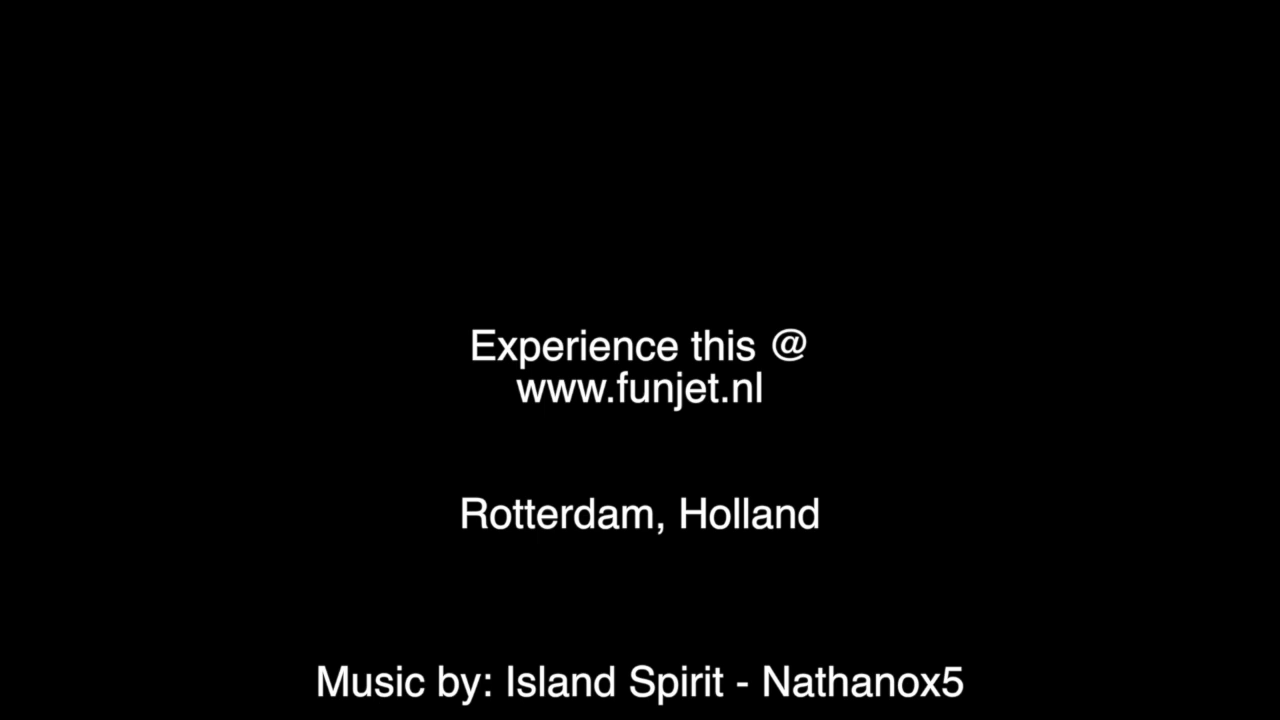 Experience this @
www.funjet.nl
Rotterdam, Holland
Music by: Island Spirit - Nathanox5